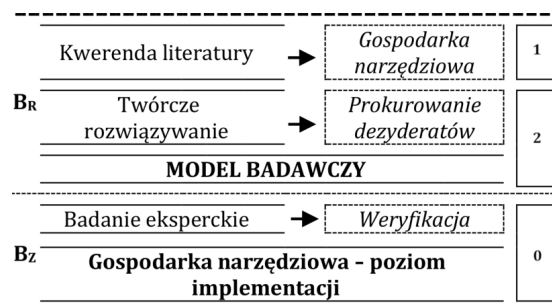 Kwerenda literatury
Gospodarka
narzędziowa
1
BR
Twórcze
rozwiązywanie
Prokurowanie
dezyderatów
2
MODEL BADAWCZY
Badanie eksperckie
Weryfikacja
BZ
Gospodarka narzędziowa – poziom
implementacji
0